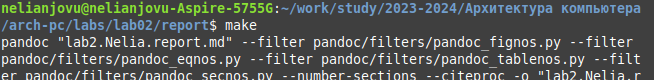 nelianjovu@nelianjovu-Aspire-5755G:~/work/study/2023-2024/Архитектура компьютера
/arch-pc/labs/lab02/report$ make
pandoc "lab2.Nelia.report.md" --filter pandoc/filters/pandoc_fignos.py --filter
pandoc/filters/pandoc_eqnos.py --filter pandoc/filters/pandoc_tablenos.py --filt
er pandoc/filters/pandoc_secnos.py --number-sections --citeproc -o "lab2.Nelia.r